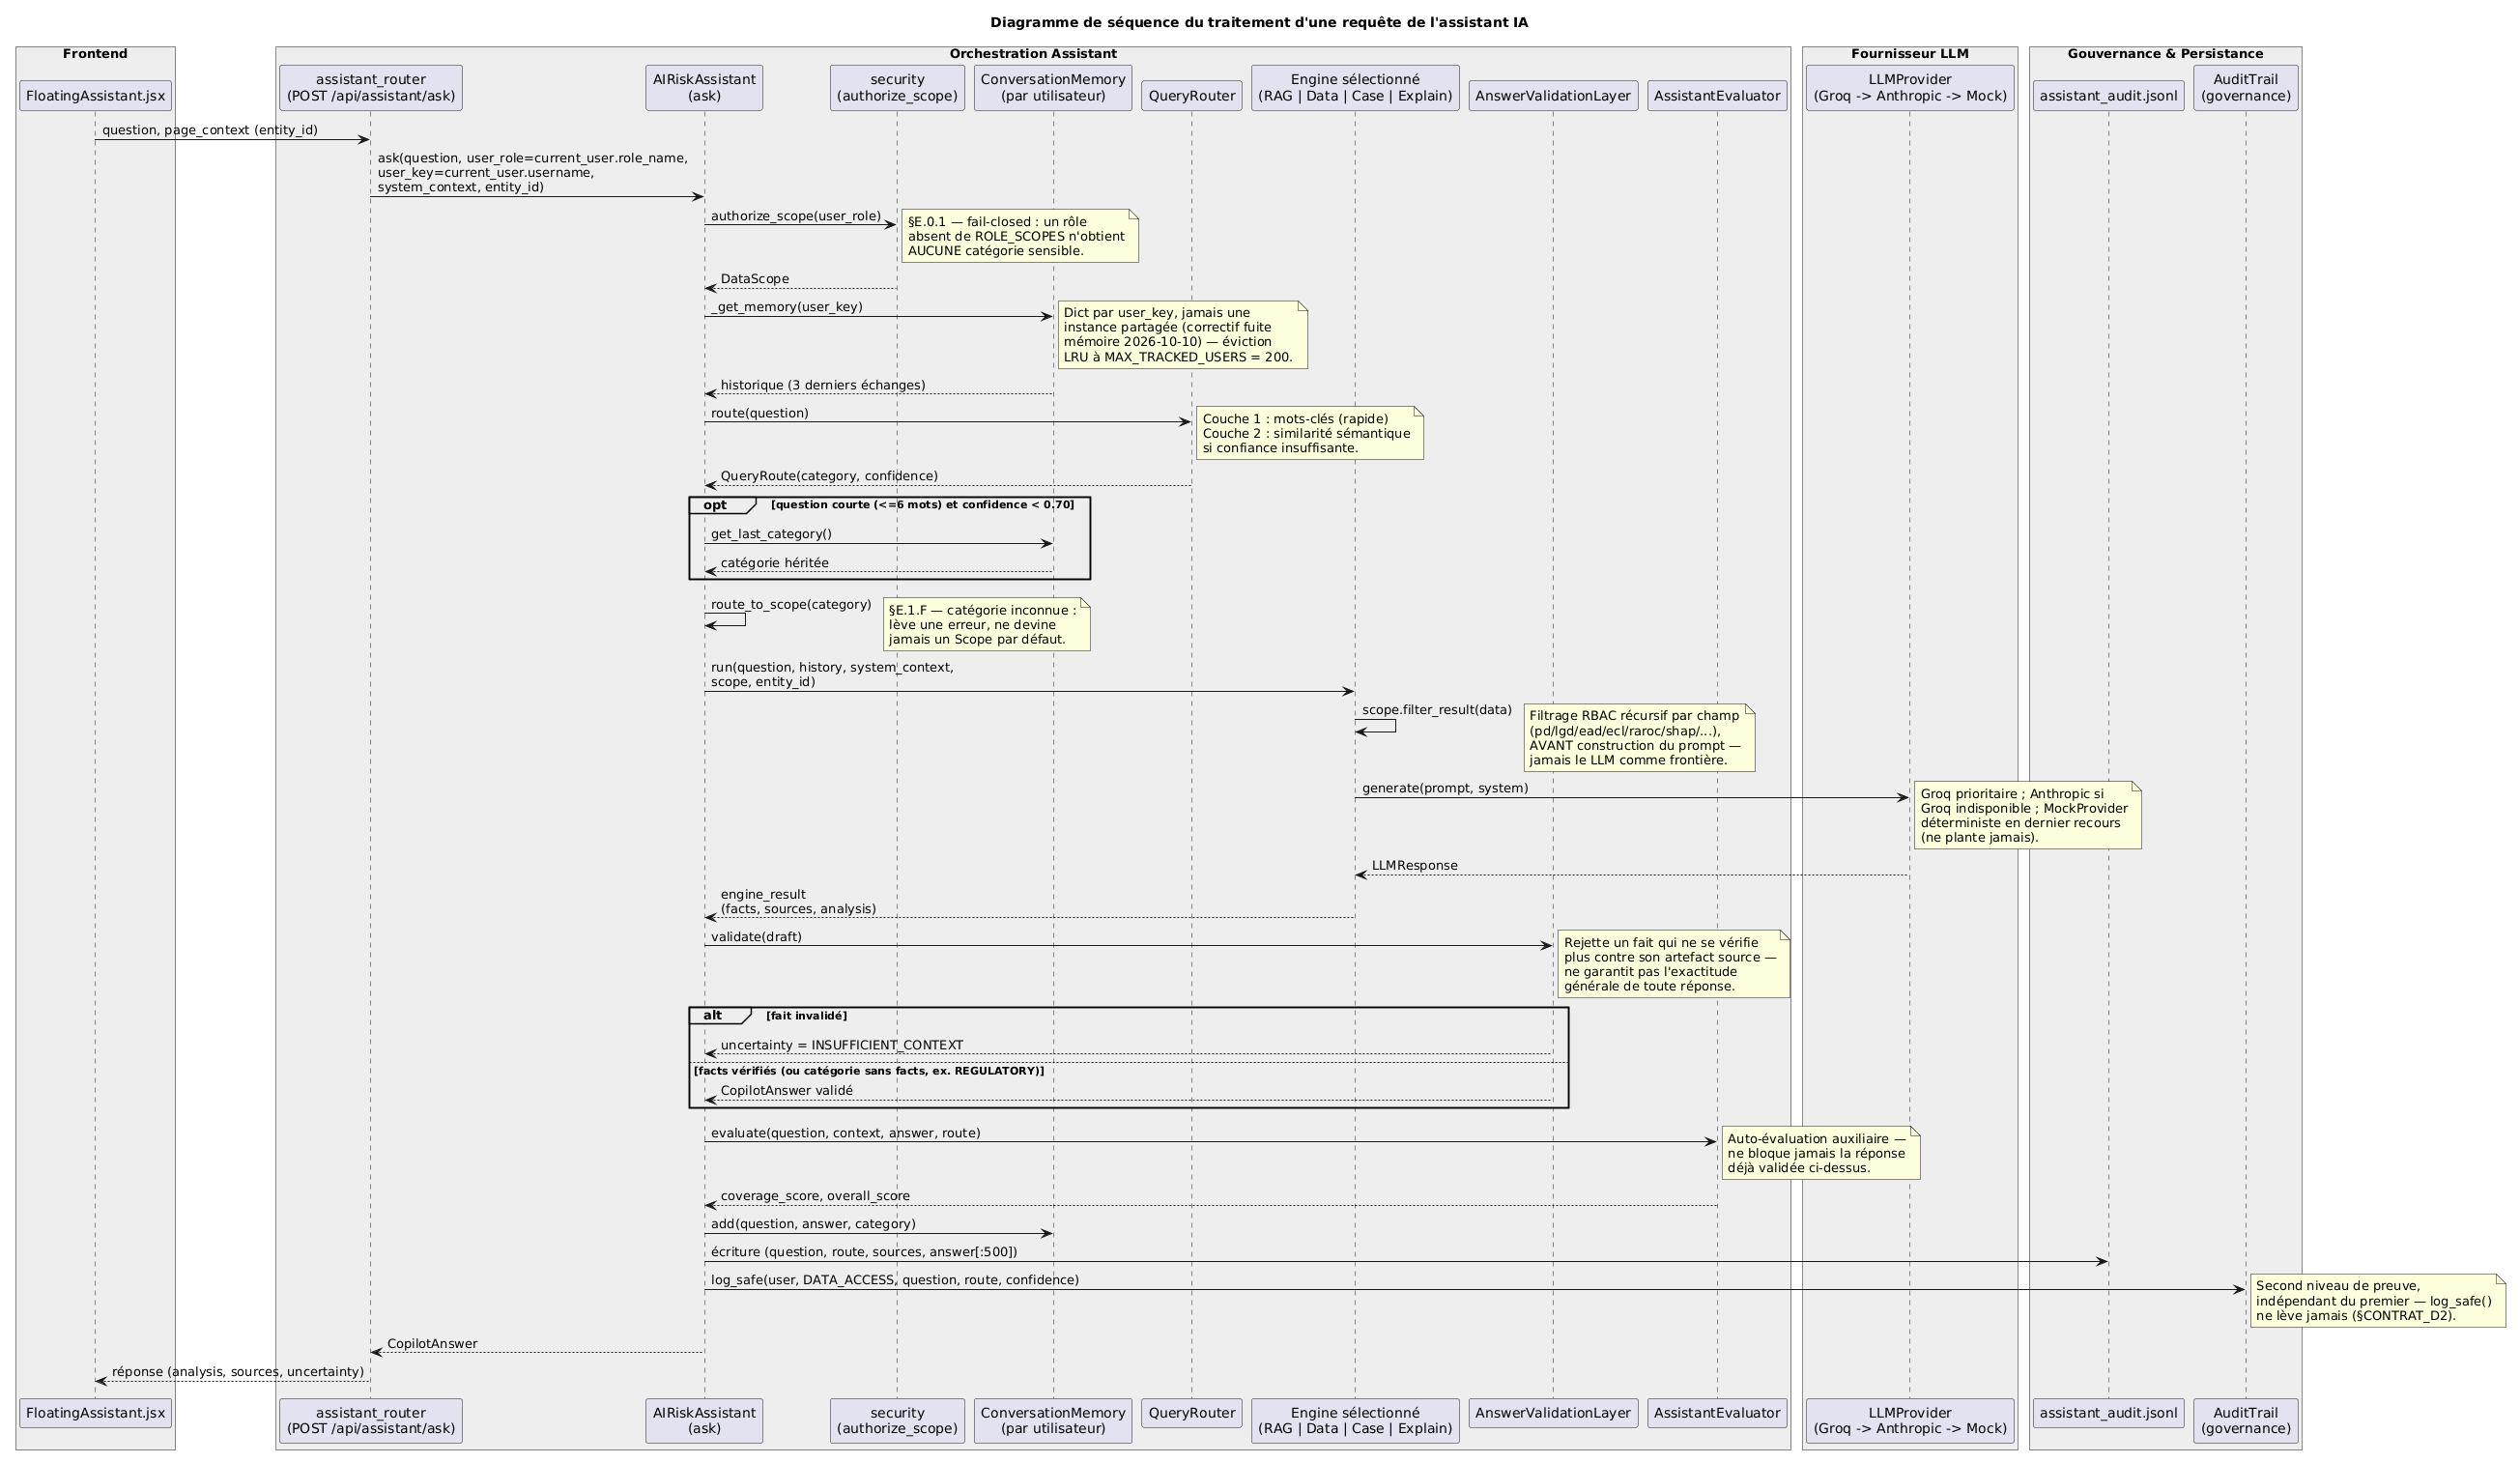 Diagramme de séquence du traitement d'une requête de l'assistant IA
Frontend
Orchestration Assistant
Fournisseur LLM
Gouvernance & Persistance
FloatingAssistant.jsx
assistant_router
(POST /api/assistant/ask)
AIRiskAssistant
(ask)
security
(authorize_scope)
ConversationMemory
(par utilisateur)
QueryRouter
Engine sélectionné
(RAG | Data | Case | Explain)
AnswerValidationLayer
AssistantEvaluator
LLMProvider
(Groq -> Anthropic -> Mock)
assistant_audit.jsonl
AuditTrail
(governance)
question, page_context (entity_id)
ask(question, user_role=current_user.role_name,
user_key=current_user.username,
system_context, entity_id)
authorize_scope(user_role)
§E.0.1 — fail-closed : un rôle
absent de ROLE_SCOPES n'obtient
AUCUNE catégorie sensible.
DataScope
_get_memory(user_key)
Dict par user_key, jamais une
instance partagée (correctif fuite
mémoire 2026-10-10) — éviction
LRU à MAX_TRACKED_USERS = 200.
historique (3 derniers échanges)
route(question)
Couche 1 : mots-clés (rapide)
Couche 2 : similarité sémantique
si confiance insuffisante.
QueryRoute(category, confidence)
opt
[question courte (<=6 mots) et confidence < 0.70]
get_last_category()
catégorie héritée
route_to_scope(category)
§E.1.F — catégorie inconnue :
lève une erreur, ne devine
jamais un Scope par défaut.
run(question, history, system_context,
scope, entity_id)
scope.filter_result(data)
Filtrage RBAC récursif par champ
(pd/lgd/ead/ecl/raroc/shap/...),
AVANT construction du prompt —
jamais le LLM comme frontière.
generate(prompt, system)
Groq prioritaire ; Anthropic si
Groq indisponible ; MockProvider
déterministe en dernier recours
(ne plante jamais).
LLMResponse
engine_result
(facts, sources, analysis)
validate(draft)
Rejette un fait qui ne se vérifie
plus contre son artefact source —
ne garantit pas l'exactitude
générale de toute réponse.
alt
[fait invalidé]
uncertainty = INSUFFICIENT_CONTEXT
[facts vérifiés (ou catégorie sans facts, ex. REGULATORY)]
CopilotAnswer validé
evaluate(question, context, answer, route)
Auto-évaluation auxiliaire —
ne bloque jamais la réponse
déjà validée ci-dessus.
coverage_score, overall_score
add(question, answer, category)
écriture (question, route, sources, answer[:500])
log_safe(user, DATA_ACCESS, question, route, confidence)
Second niveau de preuve,
indépendant du premier — log_safe()
ne lève jamais (§CONTRAT_D2).
CopilotAnswer
réponse (analysis, sources, uncertainty)
FloatingAssistant.jsx
assistant_router
(POST /api/assistant/ask)
AIRiskAssistant
(ask)
security
(authorize_scope)
ConversationMemory
(par utilisateur)
QueryRouter
Engine sélectionné
(RAG | Data | Case | Explain)
AnswerValidationLayer
AssistantEvaluator
LLMProvider
(Groq -> Anthropic -> Mock)
assistant_audit.jsonl
AuditTrail
(governance)